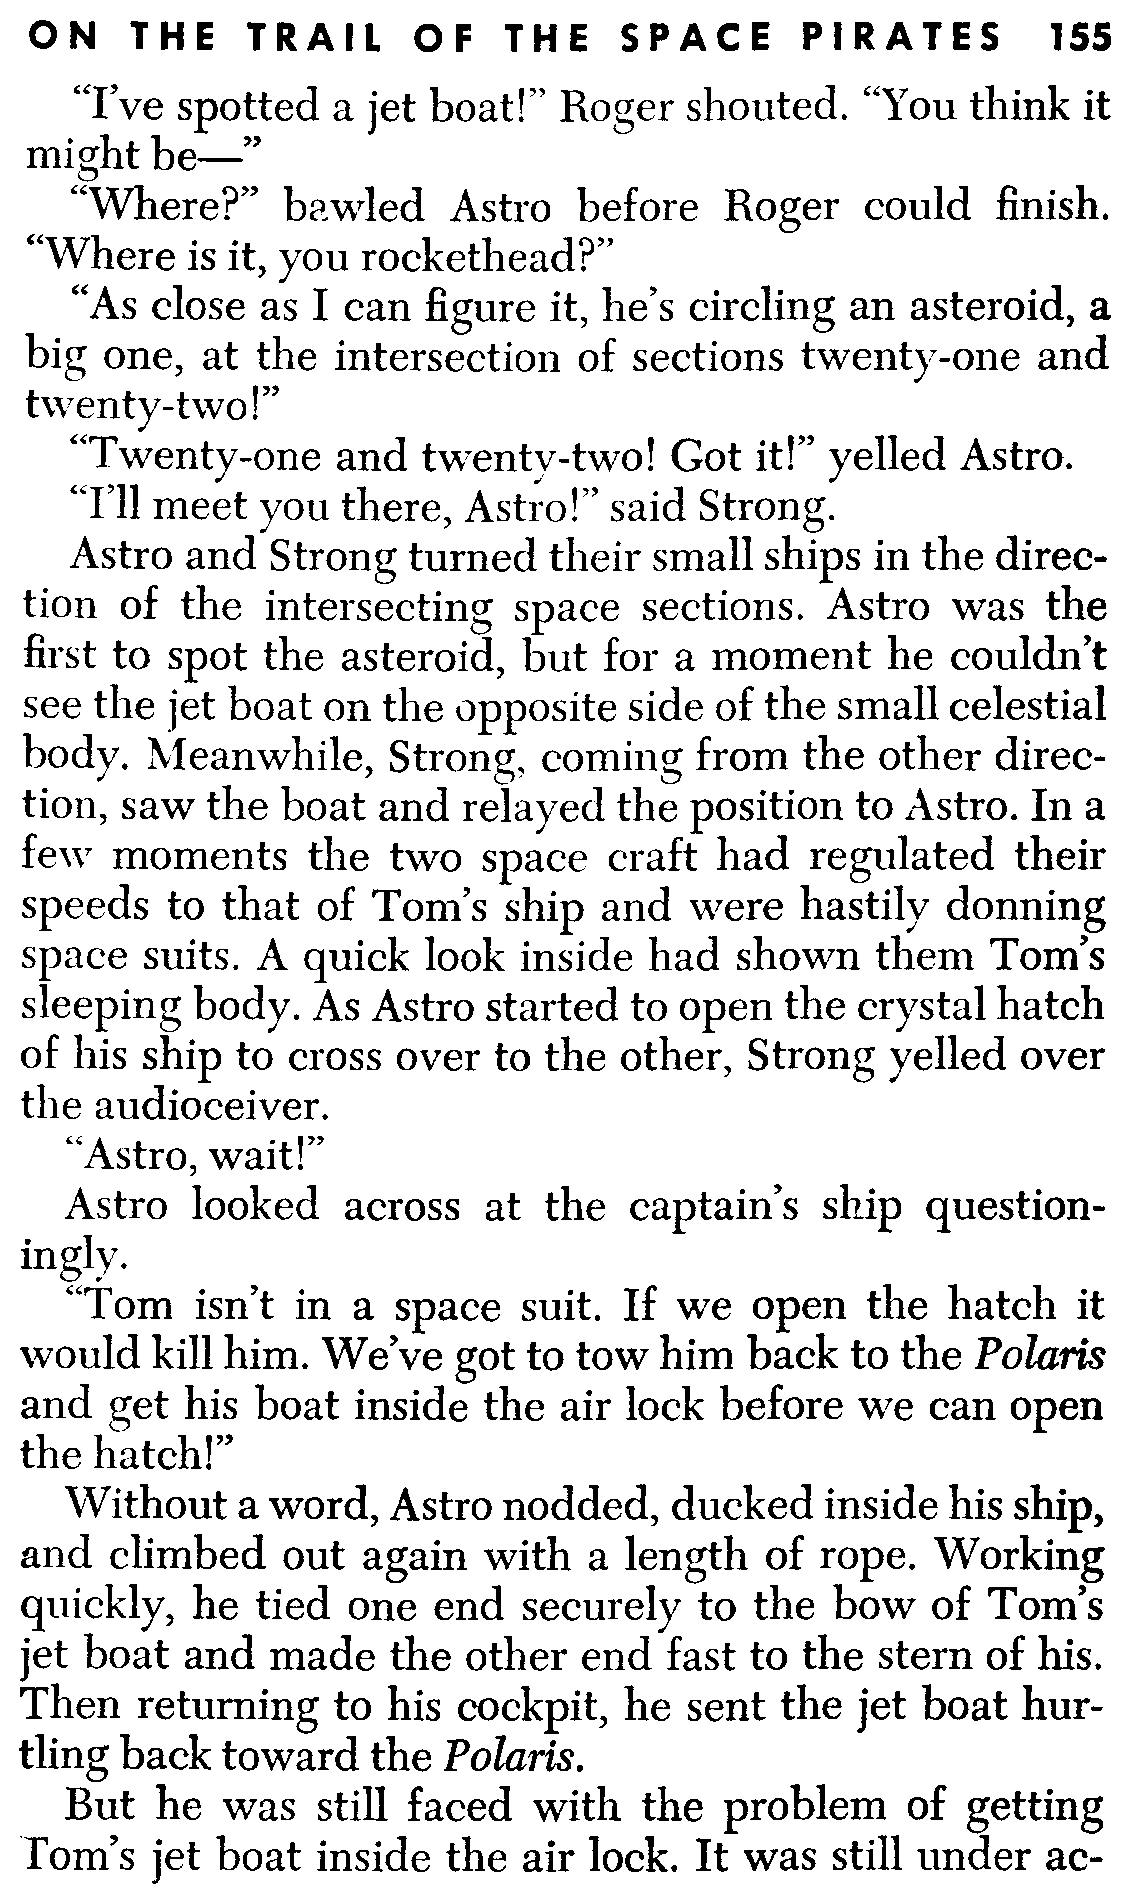 ON THE TRAIL OF THE SPACE PIRATES 155
“I’ve spotted a jet boat!” Roger shouted. “You think it
might be—”
“Where?” bawled Astro before Roger could finish.
“Where is it, you rockethead?”
“As close as I can figure it, he’s circling an asteroid, a
big one, at the intersection of sections twenty-one and
twenty-two!”
“Twenty-one and twenty-two! Got it!” yelled Astro.
“I’ll meet you there, Astro!” said Strong.
Astro and Strong turned their small ships in the direc-
tion of the intersecting space sections. Astro was the
first to spot the asteroid, but for a moment he couldn’t
see the jet boat on the opposite side of the small celestial
body. Meanwhile, Strong, coming from the other direc-
tion, saw the boat and relayed the position to Astro. In a
few moments the two space craft had regulated their
speeds to that of Tom’s ship and were hastily donning
space suits. A quick look inside had shown them Tom’s
sleeping body. As Astro started to open the crystal hatch
of his ship to cross over to the other, Strong yelled over
the audioceiver.
“Astro, wait!”
Astro looked across at the captain’s ship question-
ingly.
“Tom isn’t in a space suit. If we open the hatch it
would kill him. We’ve got to tow him back to the Polaris
and get his boat inside the air lock before we can open
the hatch!”
Without a word, Astro nodded, ducked inside his ship,
and climbed out again with a length of rope. Working
quickly, he tied one end securely to the bow of Tom’s
jet boat and made the other end fast to the stern of his.
Then returning to his cockpit, he sent the jet boat hur-
tling back toward the Polaris.
But he was still faced with the problem of getting
Tom’s jet boat inside the air lock. It was still under ac-